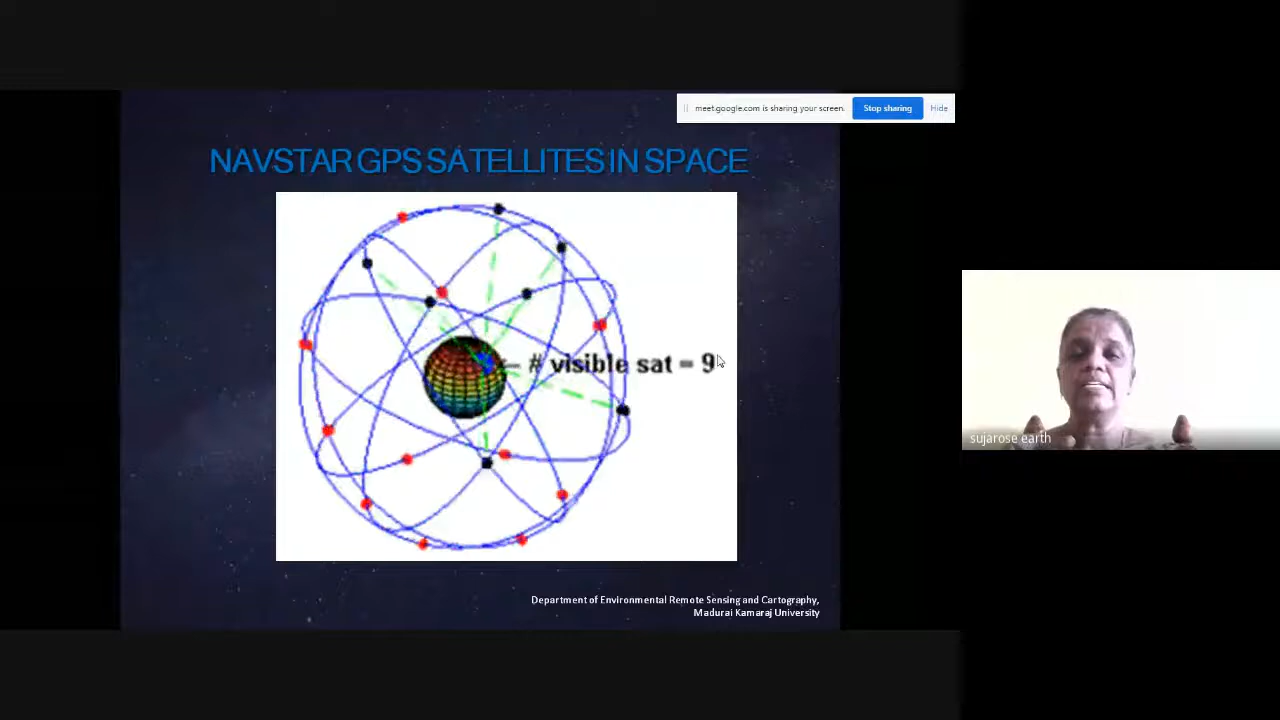 meet.google.com is sharing your screen.
Stop sharing
Hide
NAVSTAR GPS SATELLITES IN SPACE
# visible sat = 9
sujarose earth
Department of Environmental Remote Sensing and Cartography,
Madurai Kamaraj University